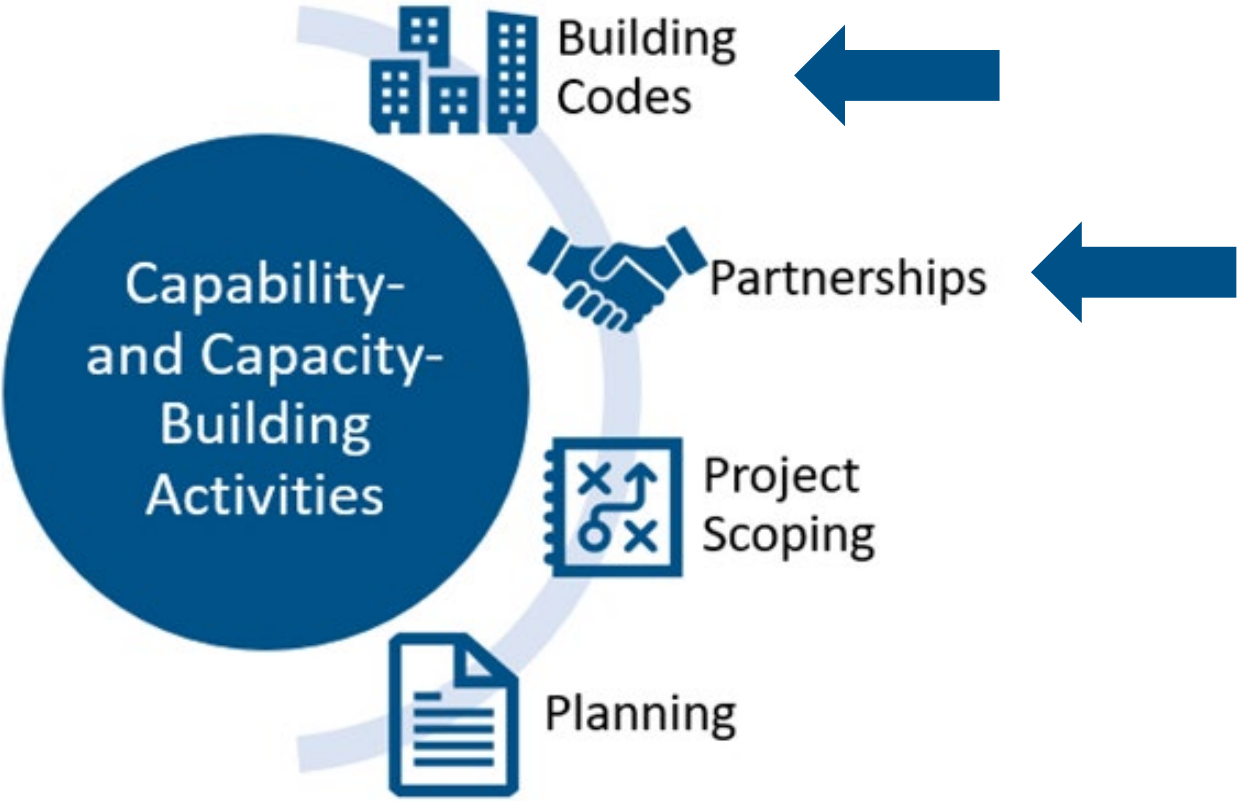 Building
Codes
Partnerships
Capability-
and Capacity-
Building
Activities
Project
Scoping
Planning